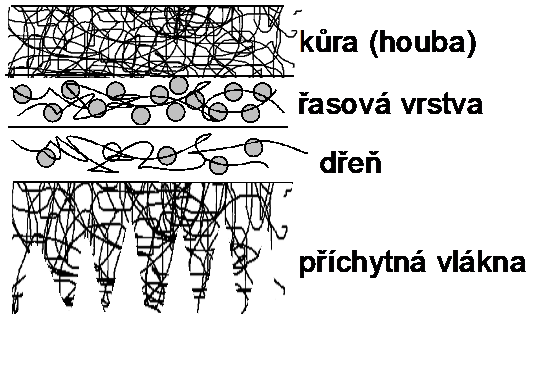 kůra (houba)
řasová vrstva
dřeň
příchytná vlákna